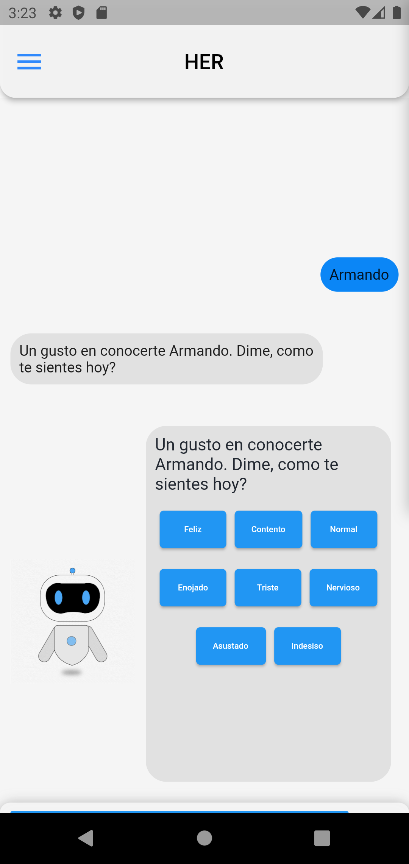 3:23
HER
Armando
Un gusto en conocerte Armando. Dime, como
te sientes hoy?
Un gusto en conocerte
Armando. Dime, como te
sientes hoy?
Feliz Contento Normal
Enojado Triste Nervioso
Asustado Indesiso